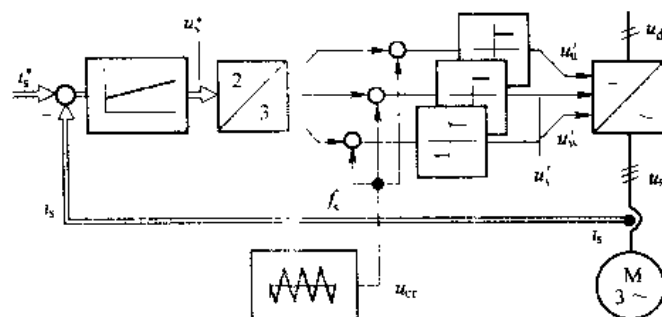 u_s*
u_d
i_s*
2
3
u_u'
u_w'
u_v'
f_s
u_s
i_s
i_s
u_cr
M
3 ~